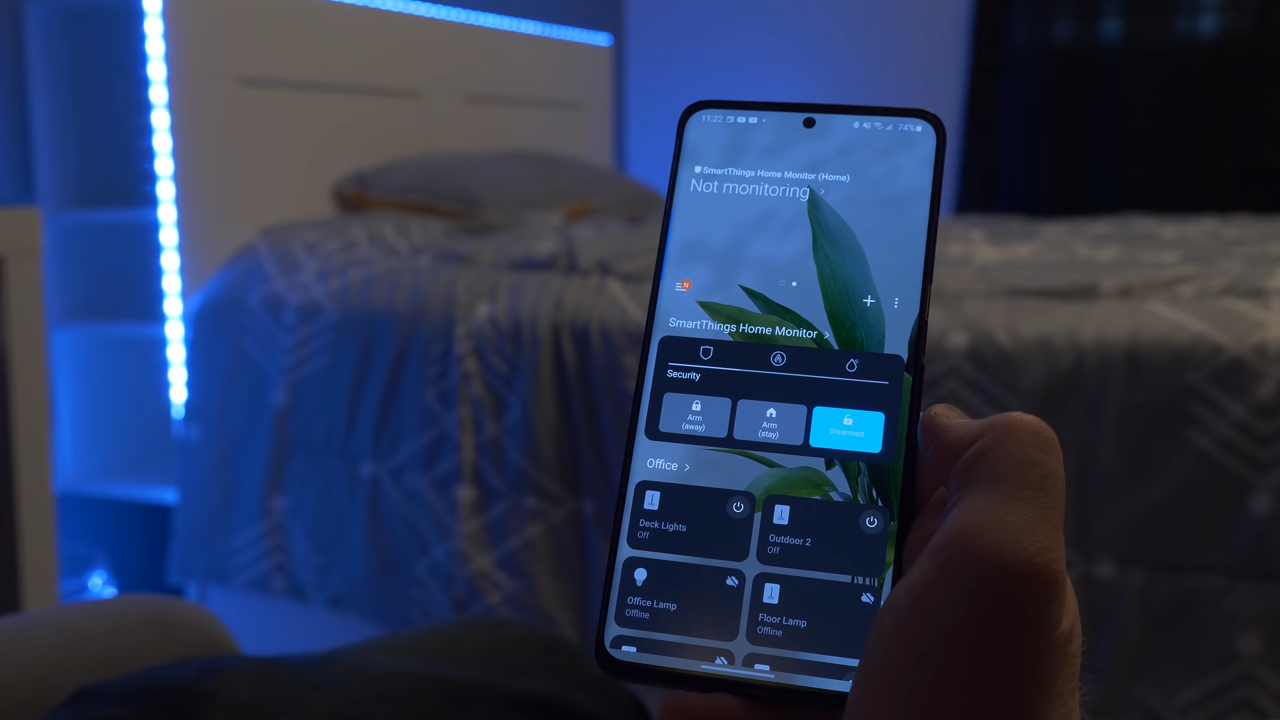 11:22
74%
SmartThings Home Monitor (Home)
Not monitoring >
N
SmartThings Home Monitor >
Security
Arm
(away)
Arm
(stay)
Disarmed
Office >
Deck Lights
Off
Outdoor 2
Off
Office Lamp
Offline
Floor Lamp
Offline